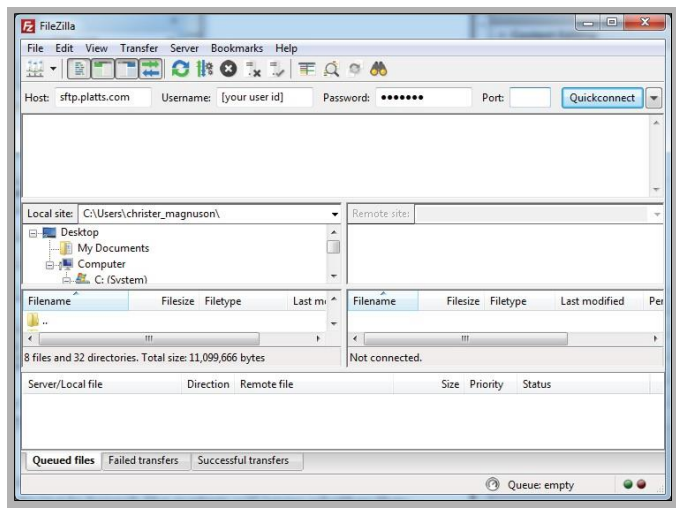 FileZilla
File Edit View Transfer Server Bookmarks Help
Host: sftp.platts.com Username: [your user id] Password: ●●●●●●● Port: Quickconnect
Local site: C:\Users\christer_magnuson\ Remote site:
Desktop
My Documents
Computer
C: (System)
Filename Filesize Filetype Last m Filename Filesize Filetype Last modified Per
..
8 files and 32 directories. Total size: 11,099,666 bytes Not connected.
Server/Local file Direction Remote file Size Priority Status
Queued files Failed transfers Successful transfers
Queue: empty